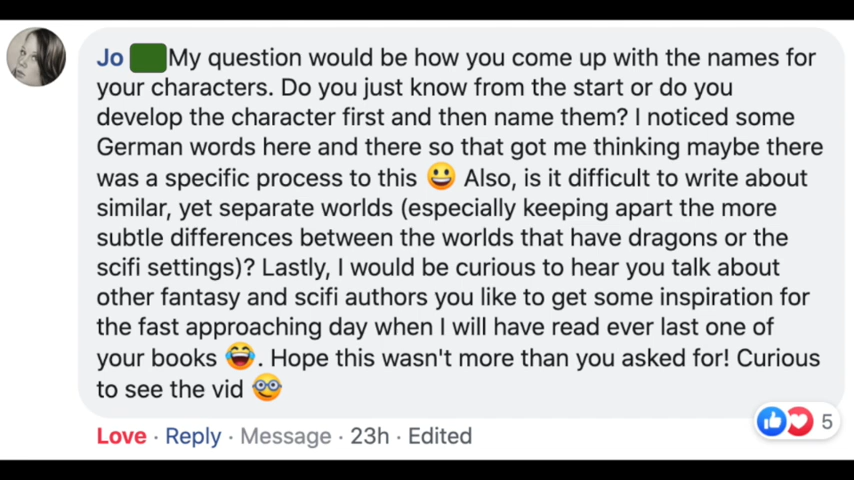 Jo My question would be how you come up with the names for
your characters. Do you just know from the start or do you
develop the character first and then name them? I noticed some
German words here and there so that got me thinking maybe there
was a specific process to this 😀 Also, is it difficult to write about
similar, yet separate worlds (especially keeping apart the more
subtle differences between the worlds that have dragons or the
scifi settings)? Lastly, I would be curious to hear you talk about
other fantasy and scifi authors you like to get some inspiration for
the fast approaching day when I will have read ever last one of
your books 😂. Hope this wasn't more than you asked for! Curious
to see the vid 🤓
Love · Reply · Message · 23h · Edited
5